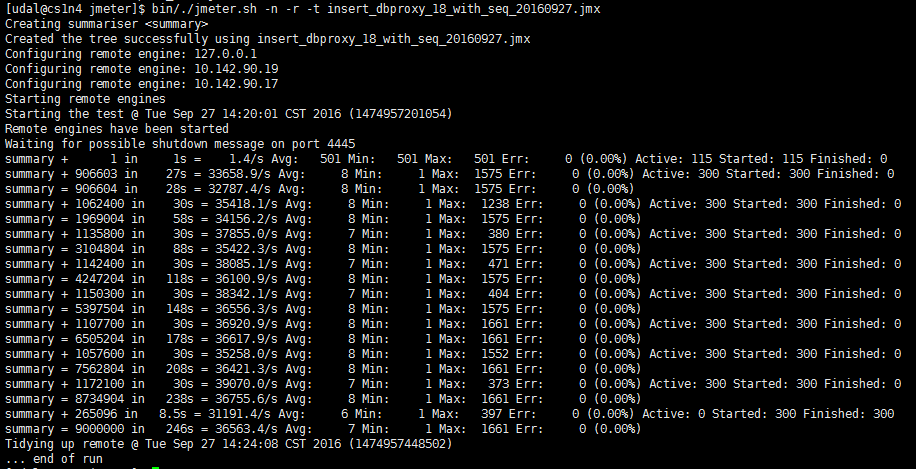 [udal@cs1n4 jmeter]$ bin/./jmeter.sh -n -r -t insert_dbproxy_18_with_seq_20160927.jmx
Creating summariser <summary>
Created the tree successfully using insert_dbproxy_18_with_seq_20160927.jmx
Configuring remote engine: 127.0.0.1
Configuring remote engine: 10.142.90.19
Configuring remote engine: 10.142.90.17
Starting remote engines
Starting the test @ Tue Sep 27 14:20:01 CST 2016 (1474957201054)
Remote engines have been started
Waiting for possible shutdown message on port 4445
summary +      1 in     1s =    1.4/s Avg:   501 Min:   501 Max:   501 Err:     0 (0.00%) Active: 115 Started: 115 Finished: 0
summary + 906603 in    27s = 33658.9/s Avg:     8 Min:     1 Max:  1575 Err:     0 (0.00%) Active: 300 Started: 300 Finished: 0
summary = 906604 in    28s = 32787.4/s Avg:     8 Min:     1 Max:  1575 Err:     0 (0.00%)
summary + 1062400 in    30s = 35418.1/s Avg:     8 Min:     1 Max:  1238 Err:     0 (0.00%) Active: 300 Started: 300 Finished: 0
summary = 1969004 in    58s = 34156.2/s Avg:     8 Min:     1 Max:  1575 Err:     0 (0.00%)
summary + 1135800 in    30s = 37855.0/s Avg:     7 Min:     1 Max:   380 Err:     0 (0.00%) Active: 300 Started: 300 Finished: 0
summary = 3104804 in    88s = 35422.3/s Avg:     8 Min:     1 Max:  1575 Err:     0 (0.00%)
summary + 1142400 in    30s = 38085.1/s Avg:     7 Min:     1 Max:   471 Err:     0 (0.00%) Active: 300 Started: 300 Finished: 0
summary = 4247204 in   118s = 36100.9/s Avg:     8 Min:     1 Max:  1575 Err:     0 (0.00%)
summary + 1150300 in    30s = 38342.1/s Avg:     7 Min:     1 Max:   404 Err:     0 (0.00%) Active: 300 Started: 300 Finished: 0
summary = 5397504 in   148s = 36556.3/s Avg:     8 Min:     1 Max:  1575 Err:     0 (0.00%)
summary + 1107700 in    30s = 36920.9/s Avg:     8 Min:     1 Max:  1661 Err:     0 (0.00%) Active: 300 Started: 300 Finished: 0
summary = 6505204 in   178s = 36617.9/s Avg:     8 Min:     1 Max:  1661 Err:     0 (0.00%)
summary + 1057600 in    30s = 35258.0/s Avg:     8 Min:     1 Max:  1552 Err:     0 (0.00%) Active: 300 Started: 300 Finished: 0
summary = 7562804 in   208s = 36421.3/s Avg:     8 Min:     1 Max:  1661 Err:     0 (0.00%)
summary + 1172100 in    30s = 39070.0/s Avg:     7 Min:     1 Max:   373 Err:     0 (0.00%) Active: 300 Started: 300 Finished: 0
summary = 8734904 in   238s = 36755.6/s Avg:     8 Min:     1 Max:  1661 Err:     0 (0.00%)
summary + 265096 in   8.5s = 31191.4/s Avg:     6 Min:     1 Max:   397 Err:     0 (0.00%) Active: 0 Started: 300 Finished: 300
summary = 9000000 in   246s = 36563.4/s Avg:     7 Min:     1 Max:  1661 Err:     0 (0.00%)
Tidying up remote @ Tue Sep 27 14:24:08 CST 2016 (1474957448502)
... end of run